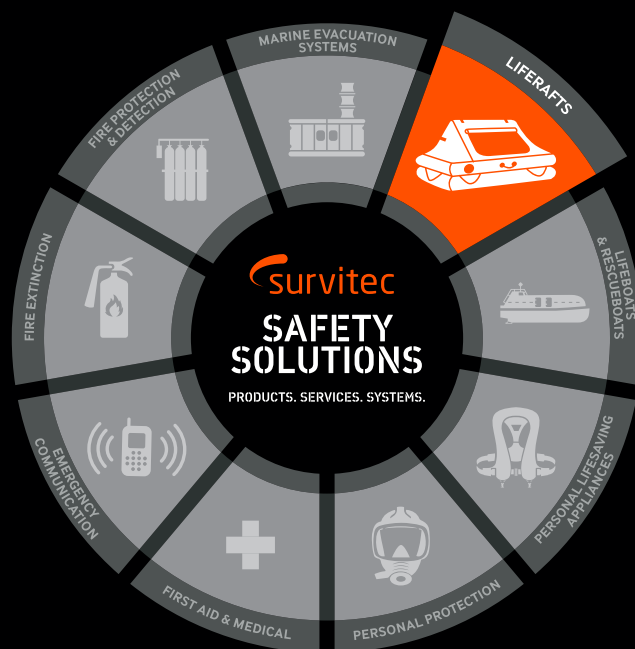 MARINE EVACUATION
SYSTEMS
LIFERAFTS
LIFEBOATS
& RESCUEBOATS
PERSONAL LIFESAVING
APPLIANCES
PERSONAL PROTECTION
FIRST AID & MEDICAL
EMERGENCY
COMMUNICATION
FIRE EXTINCTION
FIRE PROTECTION
& DETECTION
survitec
SAFETY
SOLUTIONS
PRODUCTS. SERVICES. SYSTEMS.